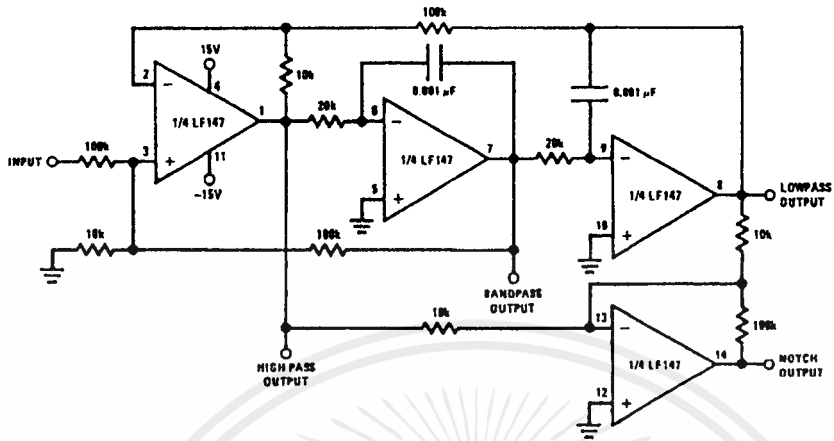 100k
15V
10k
0.001 µF
2
4
1
20k
6
1/4 LF147
7
20k
0.001 µF
9
1/4 LF147
8
LOWPASS
OUTPUT
INPUT
100k
3
11
-15V
5
1/4 LF147
10
10k
10k
100k
BANDPASS
OUTPUT
10k
13
100k
1/4 LF147
14
NOTCH
OUTPUT
HIGH PASS
OUTPUT
12